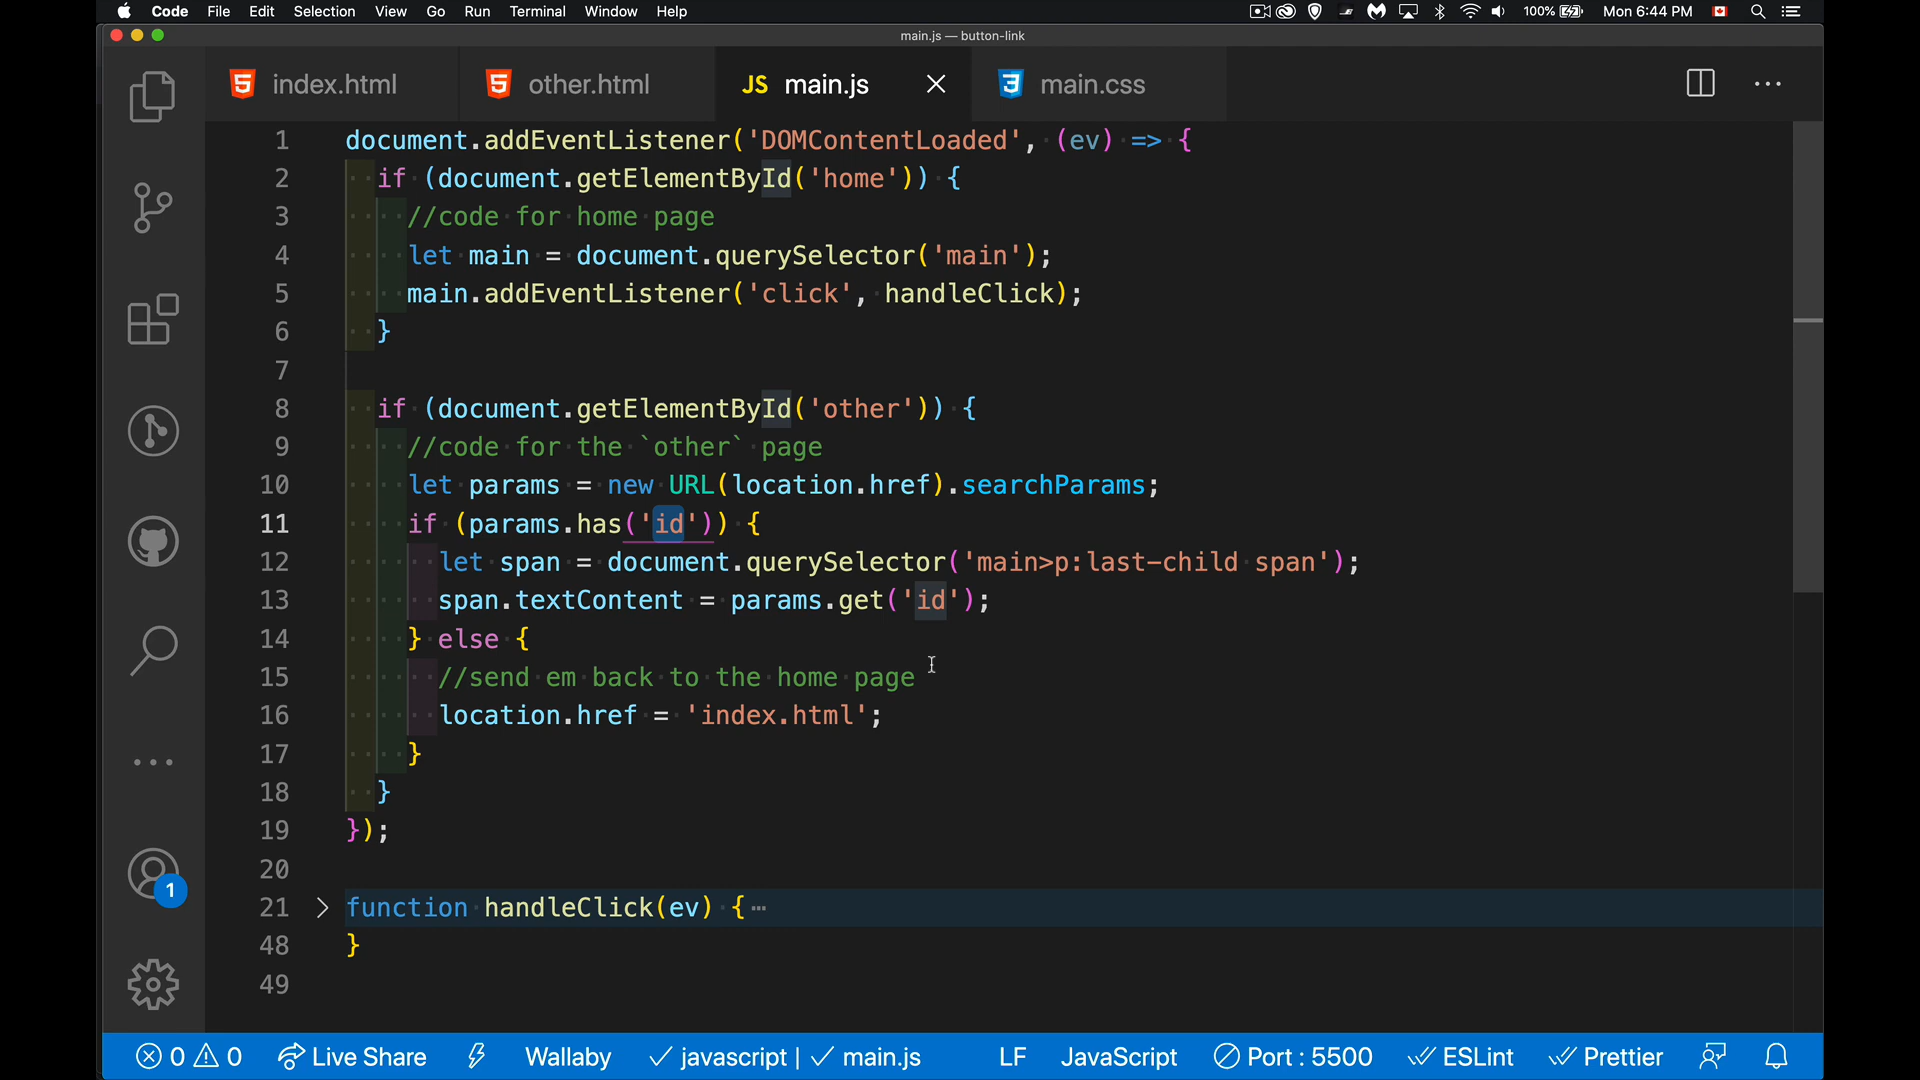 Code File Edit Selection View Go Run Terminal Window Help 100% Mon 6:44 PM
main.js — button-link
index.html other.html JS main.js main.css
1 document.addEventListener('DOMContentLoaded', (ev) => {
2 if (document.getElementById('home')) {
3 //code for home page
4 let main = document.querySelector('main');
5 main.addEventListener('click', handleClick);
6 }
7
8 if (document.getElementById('other')) {
9 //code for the `other` page
10 let params = new URL(location.href).searchParams;
11 if (params.has('id')) {
12 let span = document.querySelector('main>p:last-child span');
13 span.textContent = params.get('id');
14 } else {
15 //send em back to the home page
16 location.href = 'index.html';
17 }
18 }
19 });
20
21 function handleClick(ev) {
48 }
49
1
0 0 Live Share Wallaby javascript | main.js LF JavaScript Port : 5500 ESLint Prettier